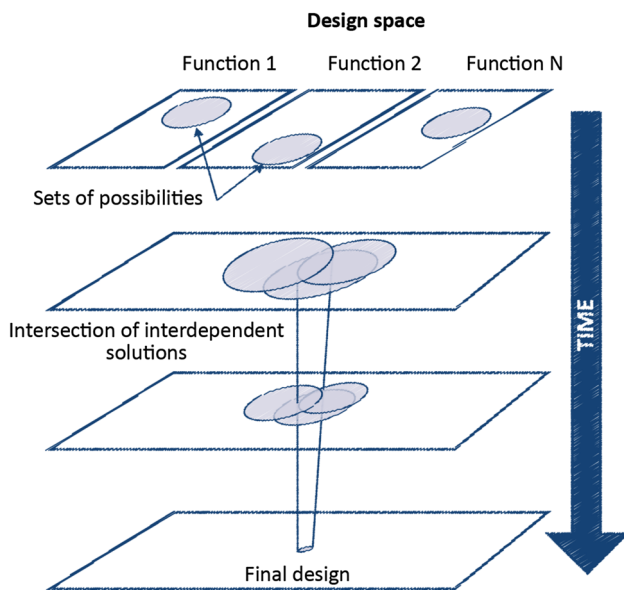 Design space
Function 1
Function 2
Function N
Sets of possibilities
Intersection of interdependent
solutions
TIME
Final design